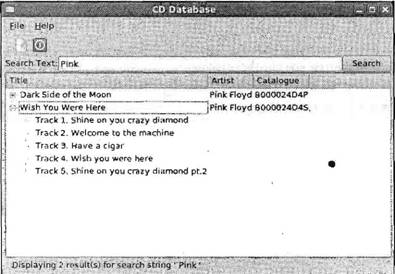 CD Database
File Help
Search Text: Pink Search
Title Artist Catalogue
Dark Side of the Moon Pink Floyd B000024D4P
Wish You Were Here Pink Floyd B000024D4S
Track 1. Shine on you crazy diamond
Track 2. Welcome to the machine
Track 3. Have a cigar
Track 4. Wish you were here
Track 5. Shine on you crazy diamond pt.2
Displaying 2 result(s) for search string "Pink"